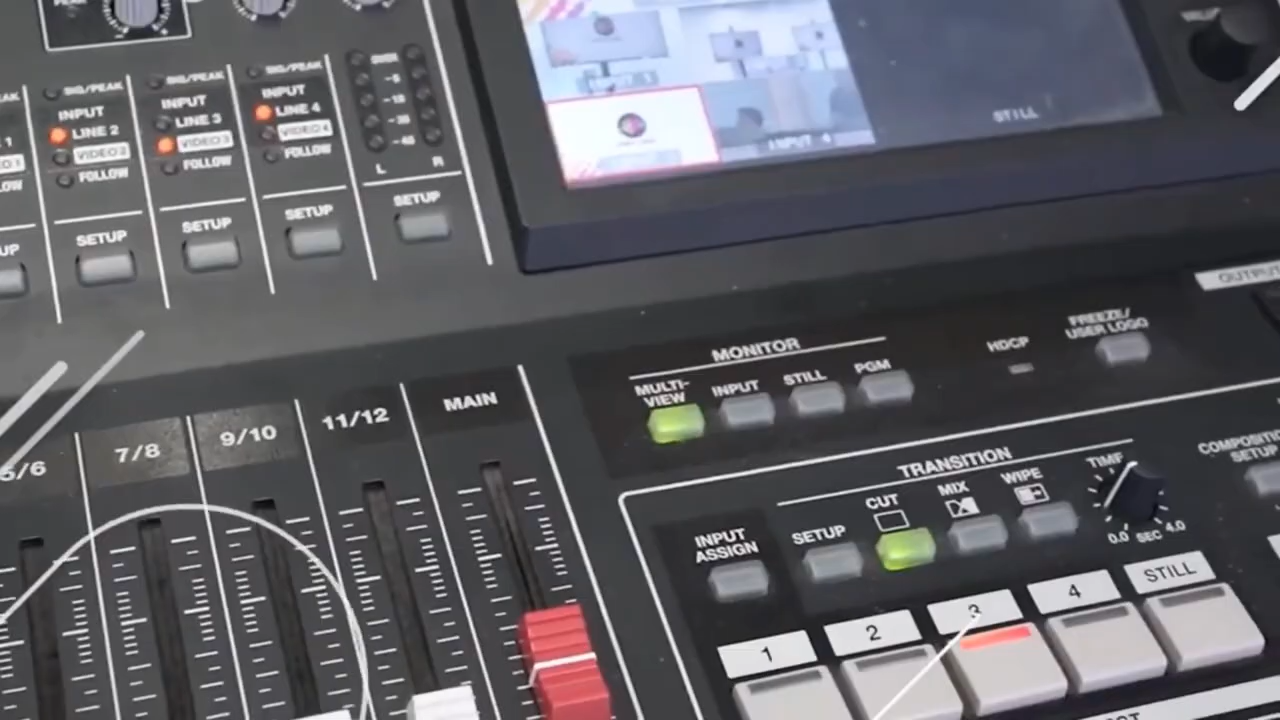 PEAK
SIG/PEAK
SIG/PEAK
SIG/PEAK
INPUT
LINE 2
VIDEO 2
FOLLOW
INPUT
LINE 3
VIDEO 3
FOLLOW
INPUT
LINE 4
VIDEO 4
FOLLOW
L
R
SETUP
SETUP
SETUP
SETUP
INPUT 4
STILL
MONITOR
MULTI-
VIEW
INPUT
STILL
PGM
HDCP
FREEZE/
USER LOGO
5/6
7/8
9/10
11/12
MAIN
TRANSITION
INPUT
ASSIGN
SETUP
CUT
MIX
WIPE
TIME
0.0 SEC 4.0
1
2
3
4
STILL